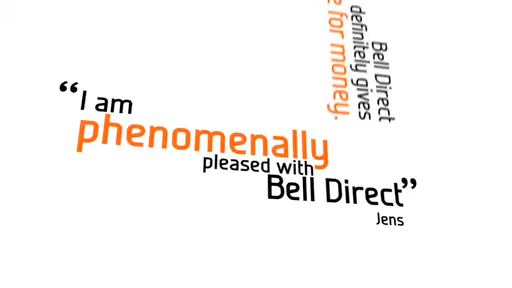 Bell Direct
definitely gives
for money.
“I am
phenomenally
pleased with
Bell Direct”
Jens